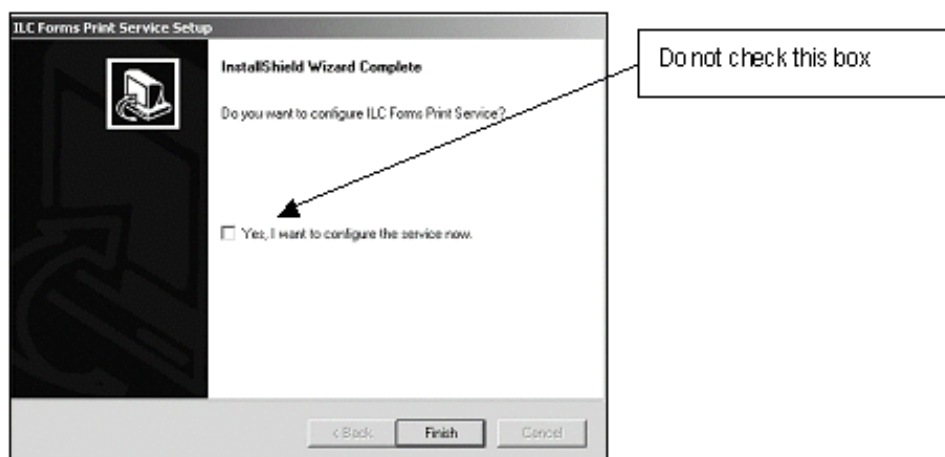 ILC Forms Print Service Setup
InstallShield Wizard Complete
Do not check this box
Do you want to configure ILC Forms Print Service?
Yes, I want to configure the service now.
< Back
Finish
Cancel